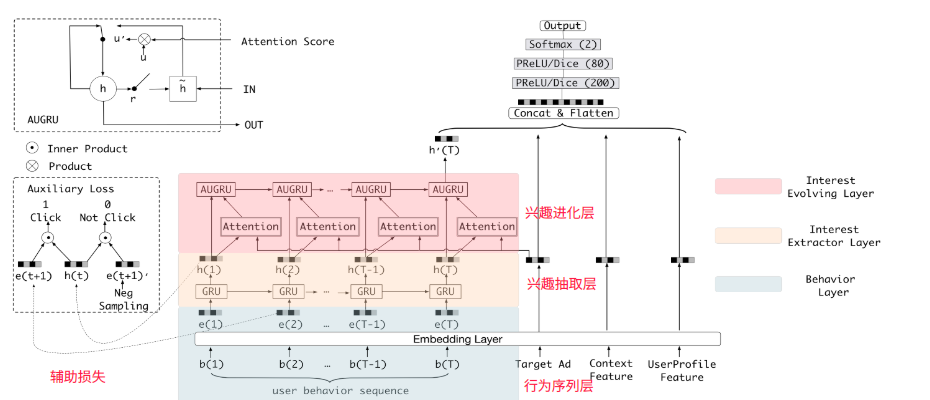 Output
Softmax (2)
PReLU/Dice (80)
PReLU/Dice (200)
Concat & Flatten
u'
u
Attention Score
h
r
h̃
IN
AUGRU
OUT
Inner Product
Product
Auxiliary Loss
1
0
Click
Not Click
e(t+1)
h(t)
e(t+1)'
Neg
Sampling
辅助损失
h'(T)
AUGRU
AUGRU
...
AUGRU
AUGRU
Attention
Attention
Attention
Attention
兴趣进化层
h(1)
h(2)
h(T-1)
h(T)
兴趣抽取层
GRU
GRU
...
GRU
GRU
e(1)
e(2)
...
e(T-1)
e(T)
Embedding Layer
b(1)
b(2)
...
b(T-1)
b(T)
user behavior sequence
行为序列层
Target Ad
Context
Feature
UserProfile
Feature
Interest
Evolving Layer
Interest
Extractor Layer
Behavior
Layer